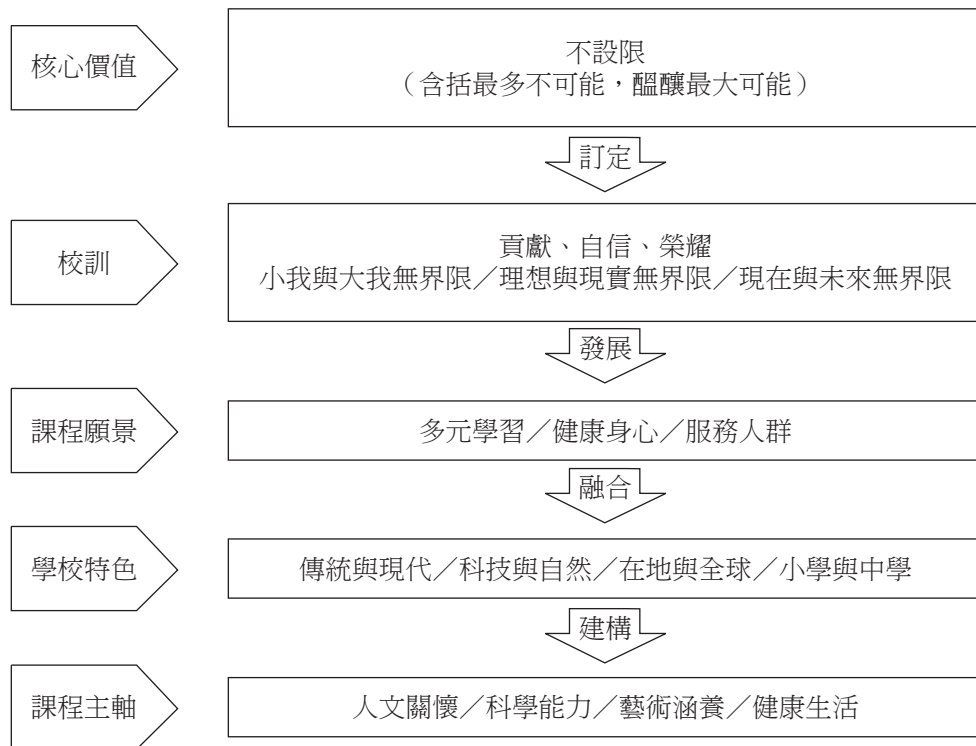 核心價值
不設限
（含括最多不可能，醞釀最大可能）
訂定
校訓
貢獻、自信、榮耀
小我與大我無界限／理想與現實無界限／現在與未來無界限
發展
課程願景
多元學習／健康身心／服務人群
融合
學校特色
傳統與現代／科技與自然／在地與全球／小學與中學
建構
課程主軸
人文關懷／科學能力／藝術涵養／健康生活